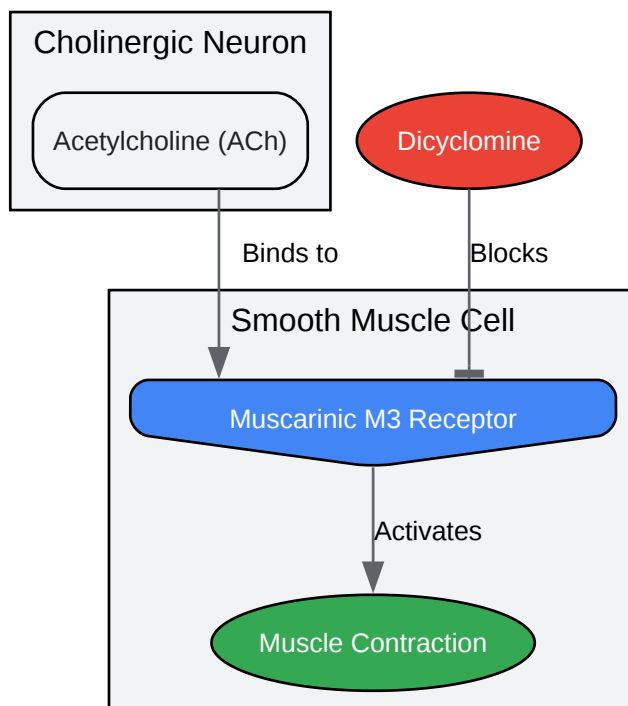 Cholinergic Neuron
Acetylcholine (ACh)
Dicyclomine
Binds to
Blocks
Smooth Muscle Cell
Muscarinic M3 Receptor
Activates
Muscle Contraction